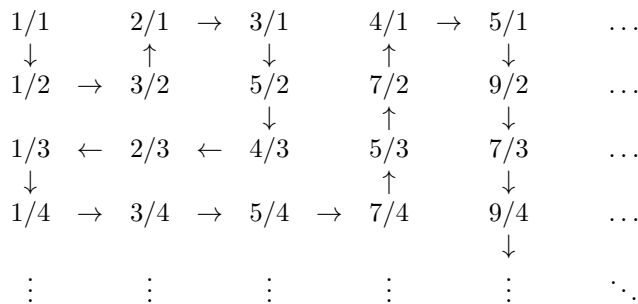 1/1 2/1 → 3/1 4/1 → 5/1 …
↓ ↑ ↓ ↑ ↓
1/2 → 3/2 5/2 7/2 9/2 …
↓ ↑ ↓
1/3 ← 2/3 ← 4/3 5/3 7/3 …
↓ ↑ ↓
1/4 → 3/4 → 5/4 → 7/4 9/4 …
↓
⋮ ⋮ ⋮ ⋮ ⋮ ⋱